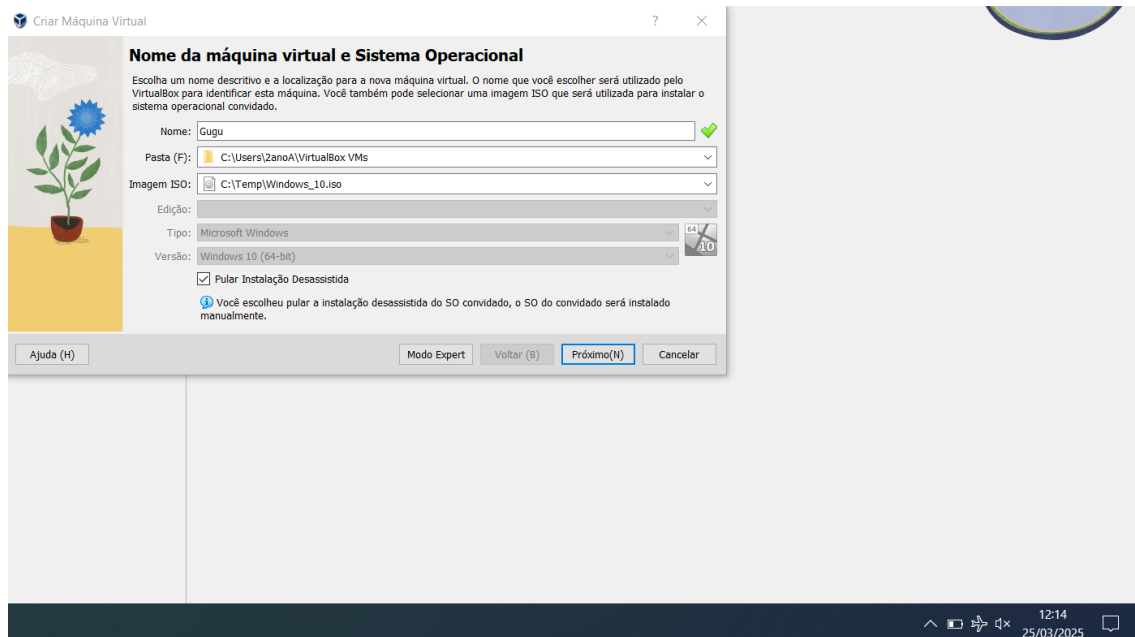 Criar Máquina Virtual
?
Nome da máquina virtual e Sistema Operacional
Escolha um nome descritivo e a localização para a nova máquina virtual. O nome que você escolher será utilizado pelo
VirtualBox para identificar esta máquina. Você também pode selecionar uma imagem ISO que será utilizada para instalar o
sistema operacional convidado.
Nome: Gugu
Pasta (F): C:\Users\2anoA\VirtualBox VMs
Imagem ISO: C:\Temp\Windows_10.iso
Edição:
Tipo: Microsoft Windows
64
10
Versão: Windows 10 (64-bit)
Pular Instalação Desassistida
Você escolheu pular a instalação desassistida do SO convidado, o SO do convidado será instalado
manualmente.
Ajuda (H) Modo Expert Voltar (B) Próximo(N) Cancelar
12:14
25/03/2025